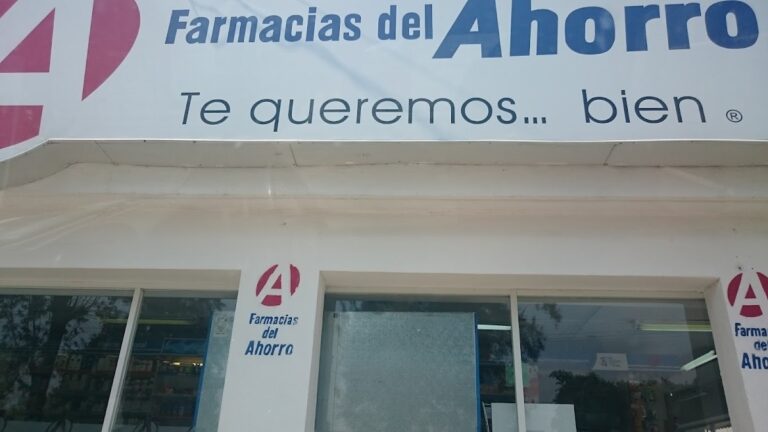 A
Farmacias del Ahorro
Te queremos... bien ®
A
Farmacias
del
Ahorro
A